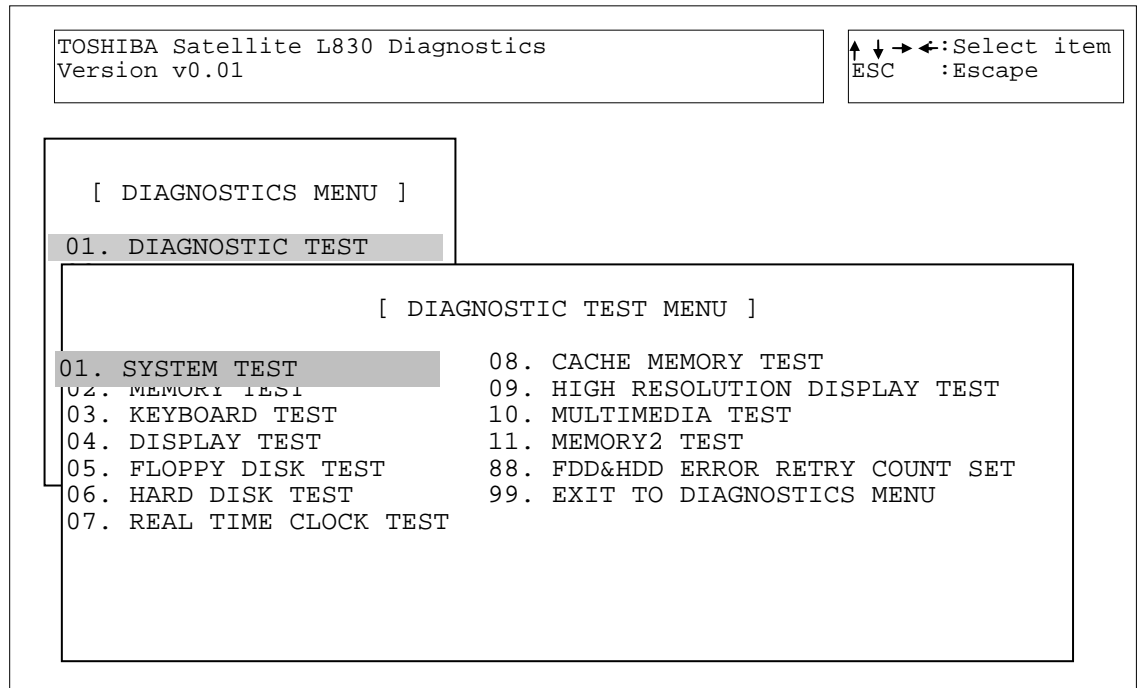 TOSHIBA Satellite L830 Diagnostics
Version v0.01
↑ ↓ → ← :Select item
ESC :Escape
[ DIAGNOSTICS MENU ]
01. DIAGNOSTIC TEST
[ DIAGNOSTIC TEST MENU ]
01. SYSTEM TEST
02. MEMORY TEST
03. KEYBOARD TEST
04. DISPLAY TEST
05. FLOPPY DISK TEST
06. HARD DISK TEST
07. REAL TIME CLOCK TEST
08. CACHE MEMORY TEST
09. HIGH RESOLUTION DISPLAY TEST
10. MULTIMEDIA TEST
11. MEMORY2 TEST
88. FDD&HDD ERROR RETRY COUNT SET
99. EXIT TO DIAGNOSTICS MENU